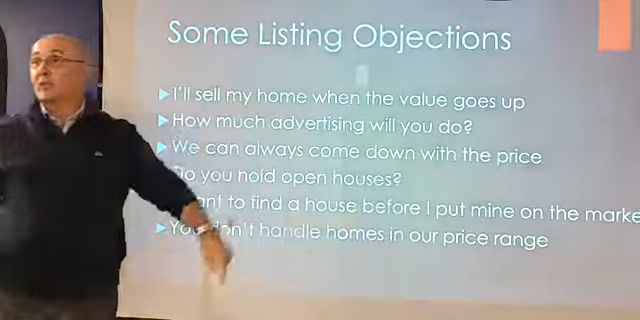 Some Listing Objections
I'll sell my home when the value goes up
How much advertising will you do?
We can always come down with the price
Do you hold open houses?
want to find a house before I put mine on the marke
You don't handle homes in our price range